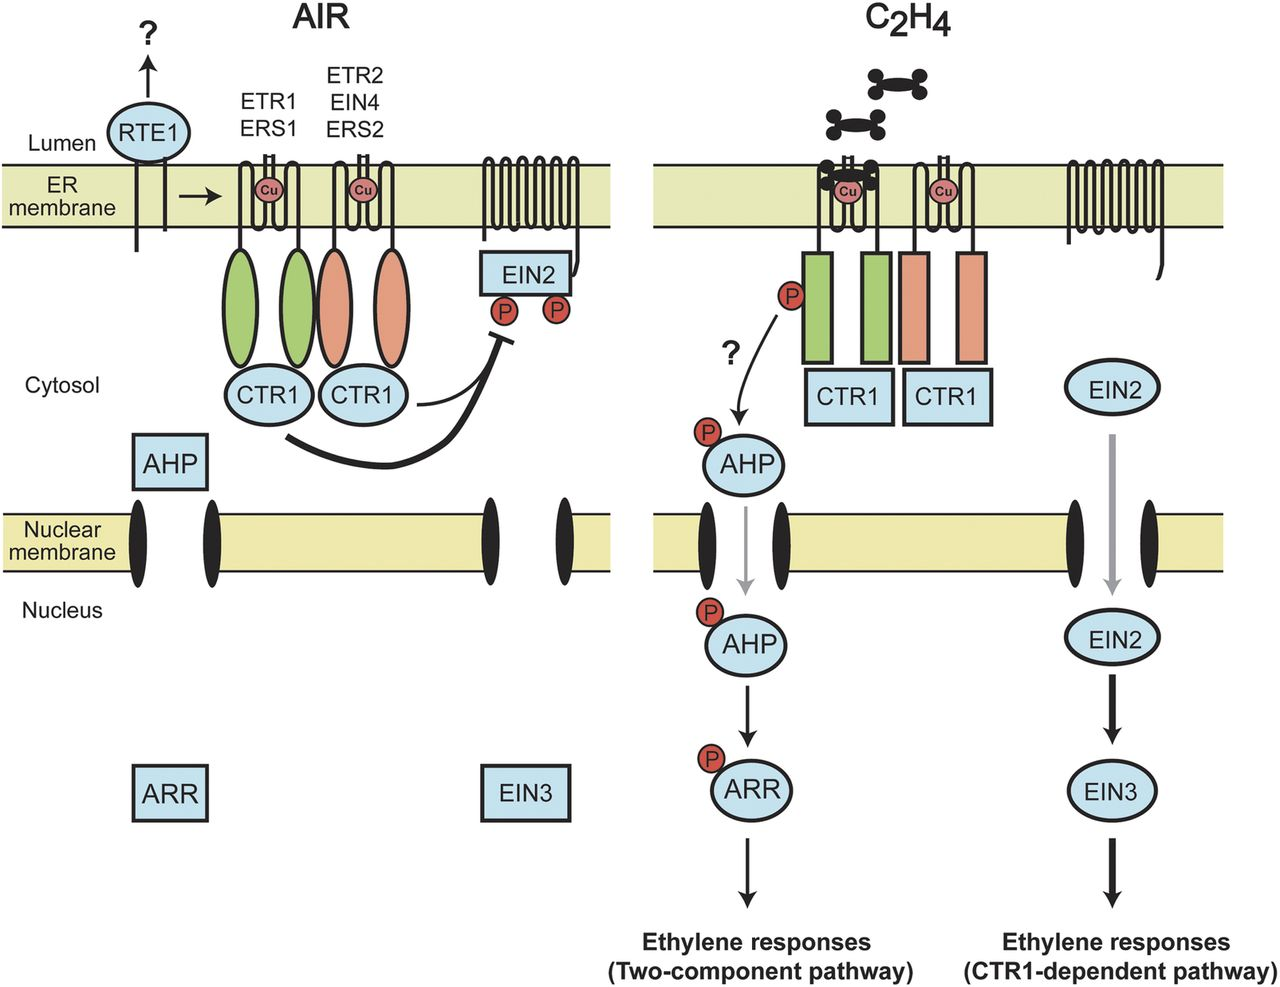 AIR
C2H4
?
ETR2
ETR1
EIN4
ERS1
ERS2
RTE1
Lumen
ER
membrane
Cu
Cu
Cu
Cu
EIN2
P
P
P
?
Cytosol
CTR1
CTR1
CTR1
CTR1
EIN2
P
AHP
AHP
Nuclear
membrane
Nucleus
P
AHP
EIN2
P
ARR
EIN3
ARR
EIN3
Ethylene responses
(Two-component pathway)
Ethylene responses
(CTR1-dependent pathway)